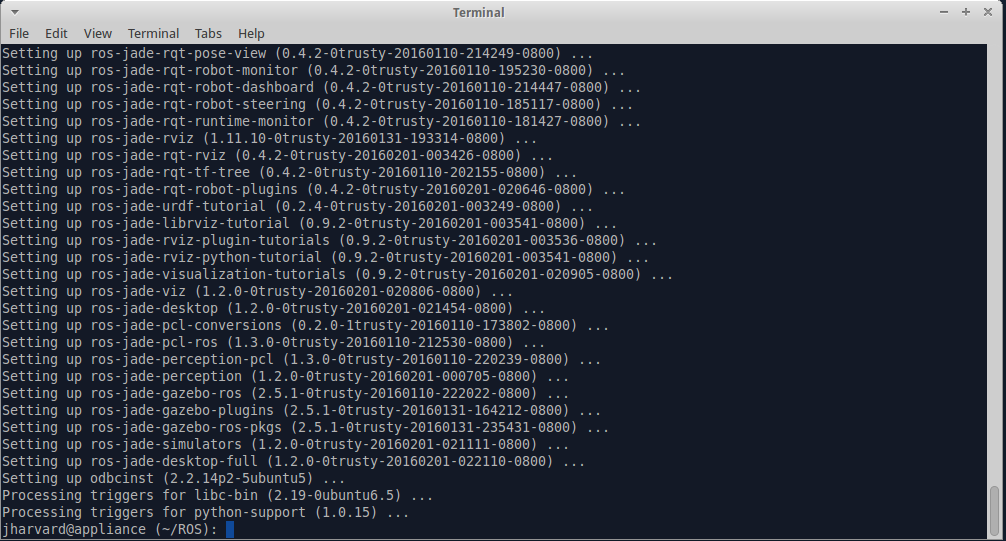 Terminal
File Edit View Terminal Tabs Help
Setting up ros-jade-rqt-pose-view (0.4.2-0trusty-20160110-214249-0800) ...
Setting up ros-jade-rqt-robot-monitor (0.4.2-0trusty-20160110-195230-0800) ...
Setting up ros-jade-rqt-robot-dashboard (0.4.2-0trusty-20160110-214447-0800) ...
Setting up ros-jade-rqt-robot-steering (0.4.2-0trusty-20160110-185117-0800) ...
Setting up ros-jade-rqt-runtime-monitor (0.4.2-0trusty-20160110-181427-0800) ...
Setting up ros-jade-rviz (1.11.10-0trusty-20160131-193314-0800) ...
Setting up ros-jade-rqt-rviz (0.4.2-0trusty-20160201-003426-0800) ...
Setting up ros-jade-rqt-tf-tree (0.4.2-0trusty-20160110-202155-0800) ...
Setting up ros-jade-rqt-robot-plugins (0.4.2-0trusty-20160201-020646-0800) ...
Setting up ros-jade-urdf-tutorial (0.2.4-0trusty-20160201-003249-0800) ...
Setting up ros-jade-librviz-tutorial (0.9.2-0trusty-20160201-003541-0800) ...
Setting up ros-jade-rviz-plugin-tutorials (0.9.2-0trusty-20160201-003536-0800) ...
Setting up ros-jade-rviz-python-tutorial (0.9.2-0trusty-20160201-003541-0800) ...
Setting up ros-jade-visualization-tutorials (0.9.2-0trusty-20160201-020905-0800) ...
Setting up ros-jade-viz (1.2.0-0trusty-20160201-020806-0800) ...
Setting up ros-jade-desktop (1.2.0-0trusty-20160201-021454-0800) ...
Setting up ros-jade-pcl-conversions (0.2.0-1trusty-20160110-173802-0800) ...
Setting up ros-jade-pcl-ros (1.3.0-0trusty-20160110-212530-0800) ...
Setting up ros-jade-perception-pcl (1.3.0-0trusty-20160110-220239-0800) ...
Setting up ros-jade-perception (1.2.0-0trusty-20160201-000705-0800) ...
Setting up ros-jade-gazebo-ros (2.5.1-0trusty-20160110-222022-0800) ...
Setting up ros-jade-gazebo-plugins (2.5.1-0trusty-20160131-164212-0800) ...
Setting up ros-jade-gazebo-ros-pkgs (2.5.1-0trusty-20160131-235431-0800) ...
Setting up ros-jade-simulators (1.2.0-0trusty-20160201-021111-0800) ...
Setting up ros-jade-desktop-full (1.2.0-0trusty-20160201-022110-0800) ...
Setting up odbcinst (2.2.14p2-5ubuntu5) ...
Processing triggers for libc-bin (2.19-0ubuntu6.5) ...
Processing triggers for python-support (1.0.15) ...
jharvard@appliance (~/ROS):